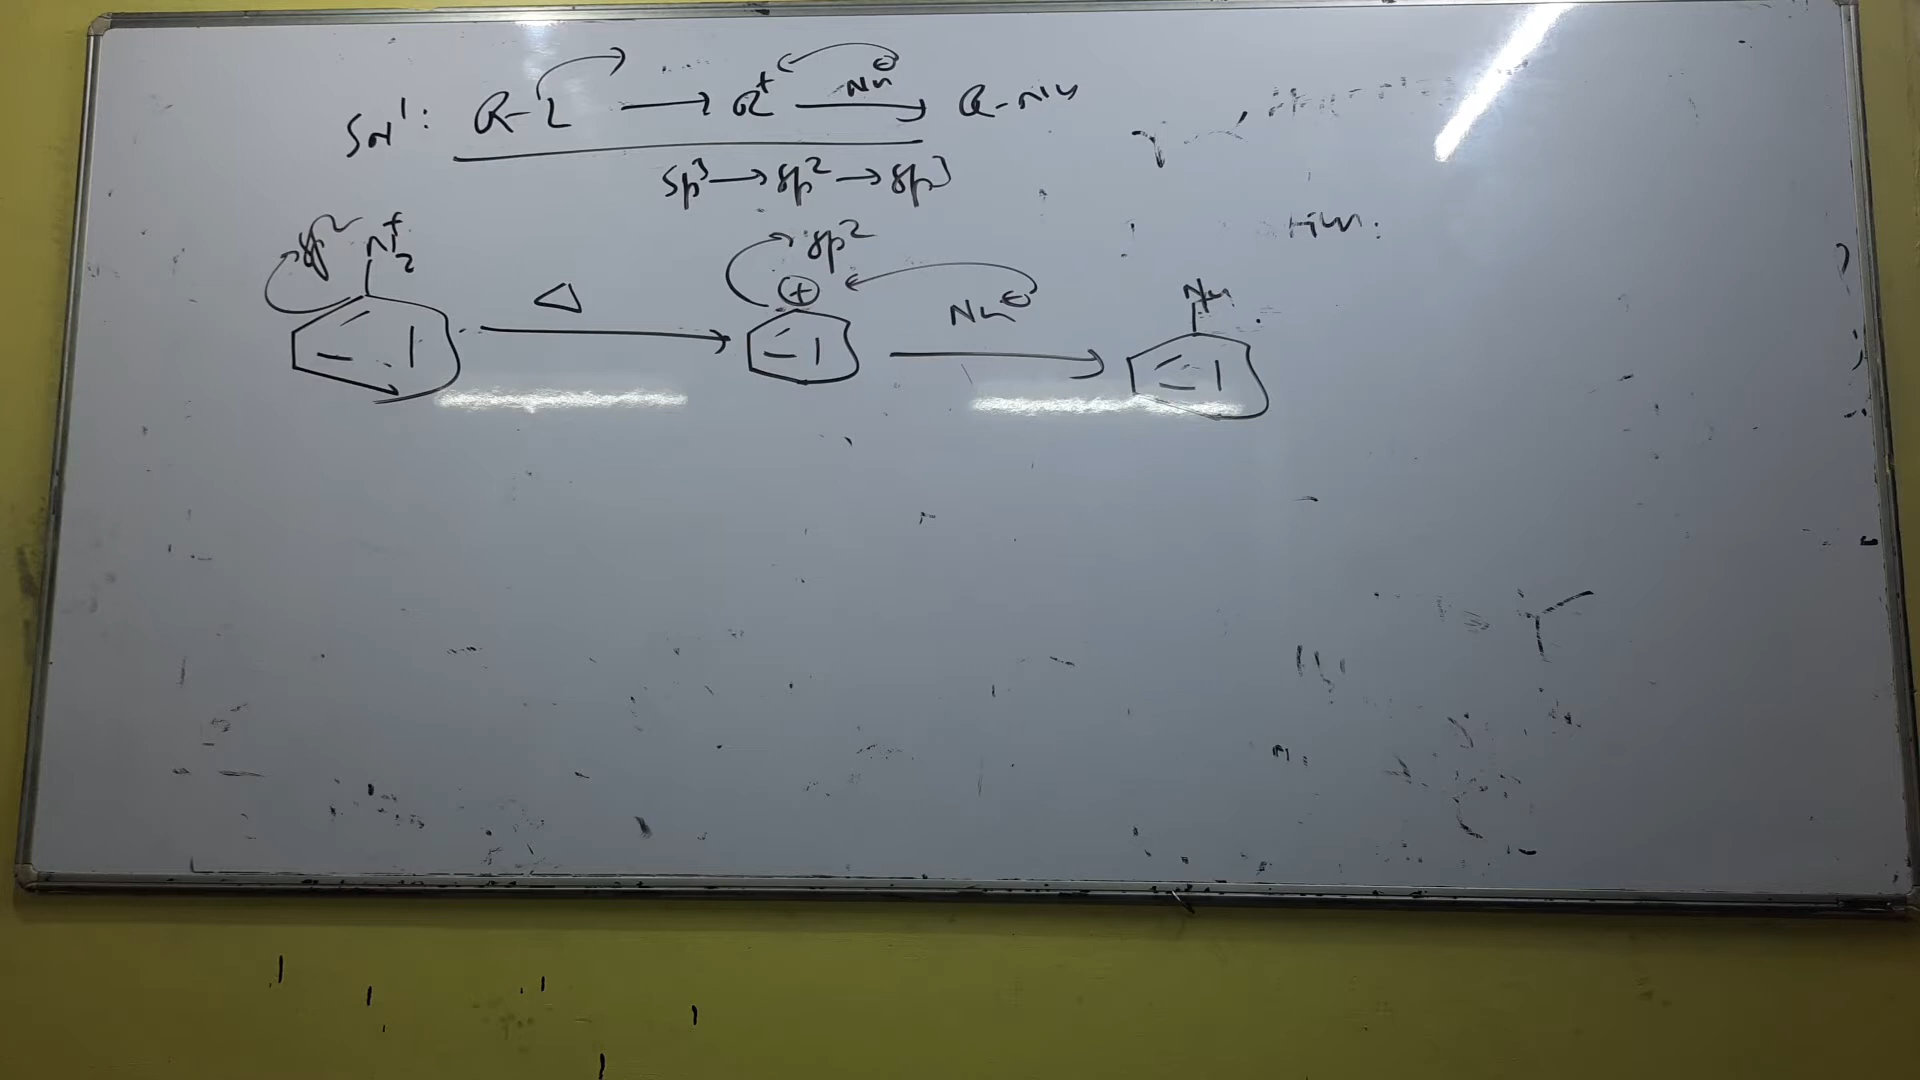 SN1: R-L → R+ Nu⊖ → R-Nu
sp3 → sp2 → sp3
sp2 N2+ Δ → ⊕ sp2 Nu⊖ → Nu